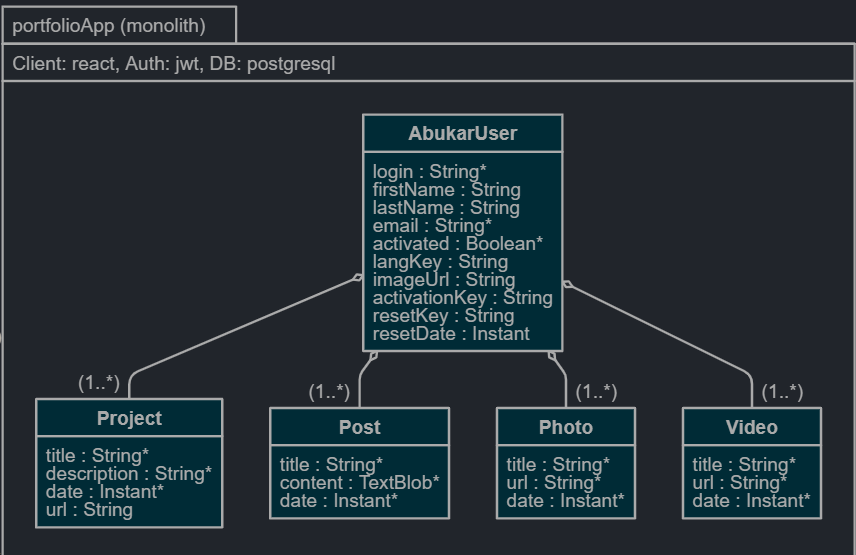 portfolioApp (monolith)
Client: react, Auth: jwt, DB: postgresql
AbukarUser
login : String*
firstName : String
lastName : String
email : String*
activated : Boolean*
langKey : String
imageUrl : String
activationKey : String
resetKey : String
resetDate : Instant
(1..*)
(1..*)
(1..*)
(1..*)
Project
title : String*
description : String*
date : Instant*
url : String
Post
title : String*
content : TextBlob*
date : Instant*
Photo
title : String*
url : String*
date : Instant*
Video
title : String*
url : String*
date : Instant*